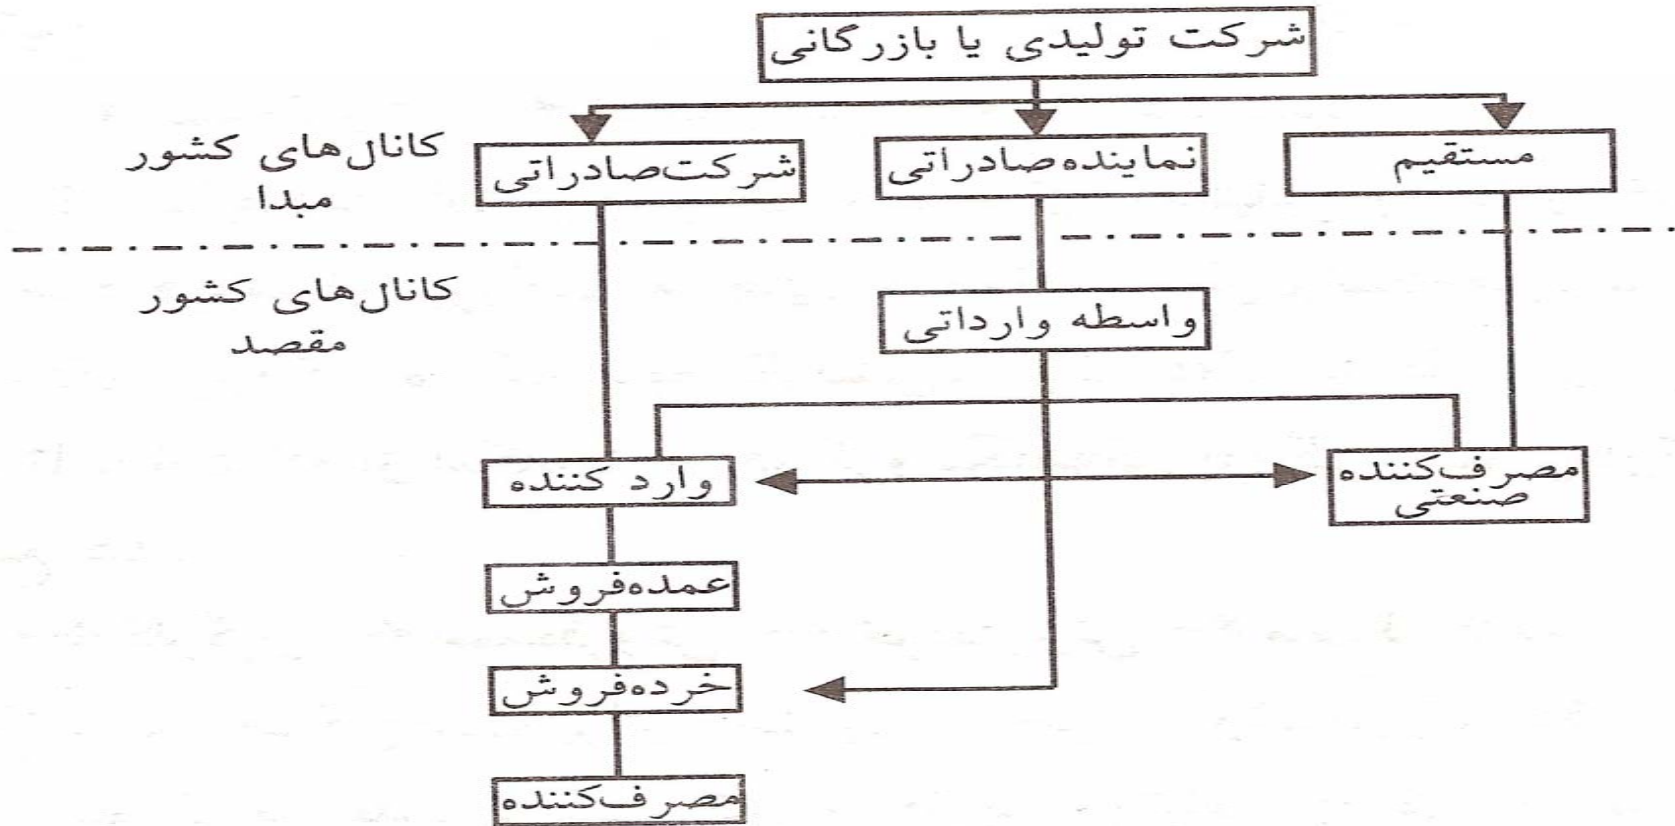 شرکت تولیدی یا بازرگانی
مستقیم
نماینده صادراتی
شرکت صادراتی
کانال‌های کشور
مبدا
کانال‌های کشور
مقصد
واسطه وارداتی
مصرف‌کننده
صنعتی
وارد کننده
عمده‌فروش
خرده‌فروش
مصرف‌کننده